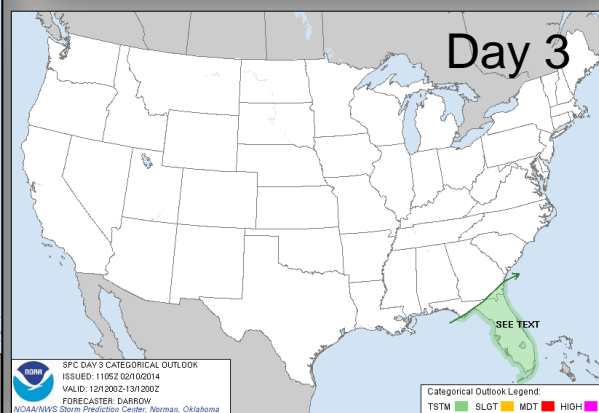 Day 3
SEE TEXT
NOAA
SPC DAY 3 CATEGORICAL OUTLOOK
ISSUED: 1105Z 02/10/2014
VALID: 12/1200Z-13/1200Z
FORECASTER: DARROW
NOAA/NWS Storm Prediction Center, Norman, Oklahoma
Categorical Outlook Legend:
TSTM SLGT MDT HIGH